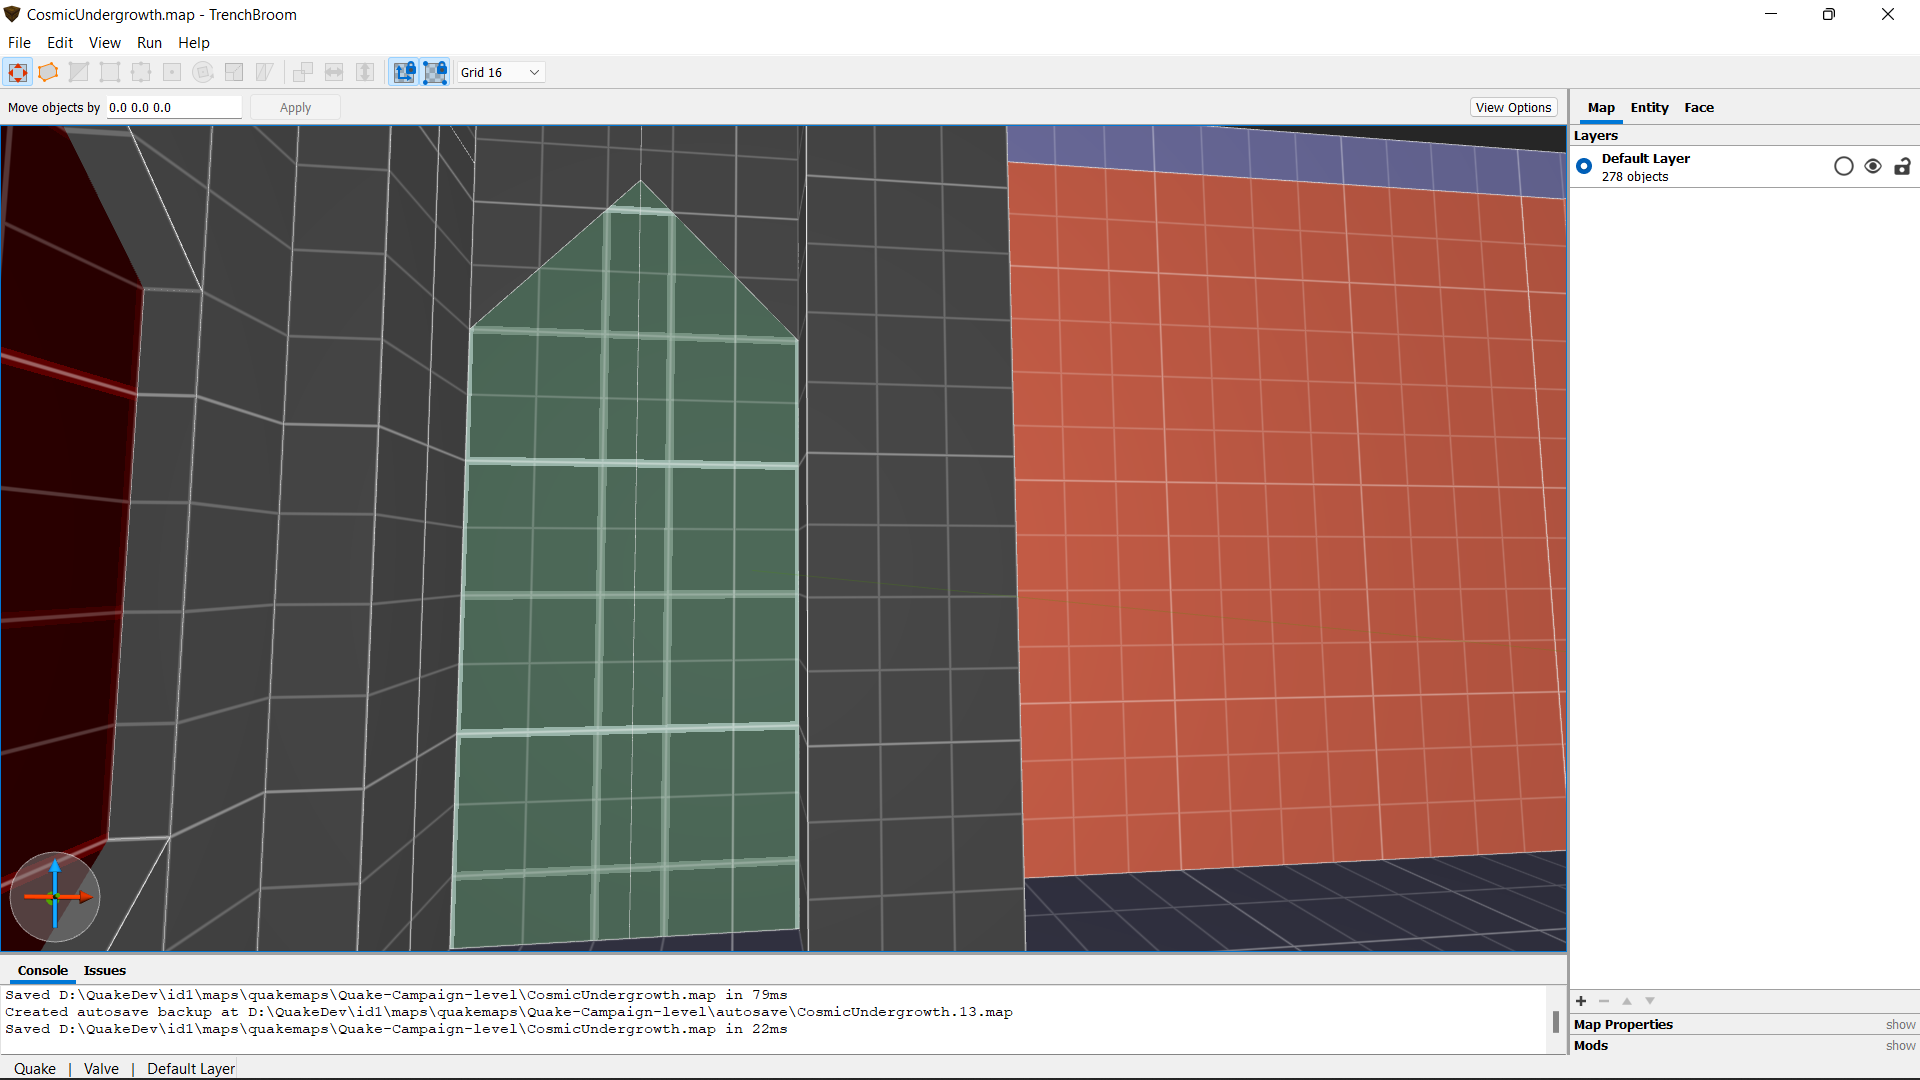 CosmicUndergrowth.map - TrenchBroom
File Edit View Run Help
Grid 16
Move objects by 0.0 0.0 0.0 Apply View Options
Map Entity Face
Layers
Default Layer
278 objects
Console Issues
Saved D:\QuakeDev\id1\maps\quakemaps\Quake-Campaign-level\CosmicUndergrowth.map in 79ms
Created autosave backup at D:\QuakeDev\id1\maps\quakemaps\Quake-Campaign-level\autosave\CosmicUndergrowth.13.map
Saved D:\QuakeDev\id1\maps\quakemaps\Quake-Campaign-level\CosmicUndergrowth.map in 22ms
Map Properties show
Mods show
Quake | Valve | Default Layer